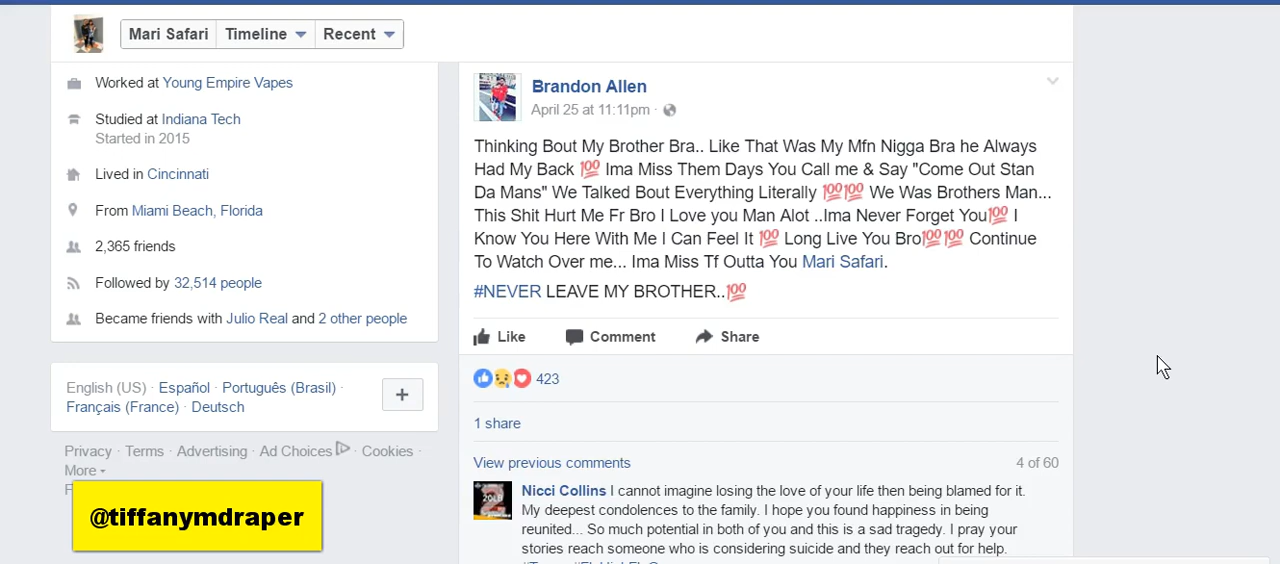 Mari Safari Timeline Recent
Worked at Young Empire Vapes
Studied at Indiana Tech
Started in 2015
Lived in Cincinnati
From Miami Beach, Florida
2,365 friends
Followed by 32,514 people
Became friends with Julio Real and 2 other people
English (US) · Español · Português (Brasil) ·
Français (France) · Deutsch
+
Privacy · Terms · Advertising · Ad Choices · Cookies ·
More
@tiffanymdraper
Brandon Allen
April 25 at 11:11pm ·
Thinking Bout My Brother Bra.. Like That Was My Mfn Nigga Bra he Always
Had My Back 💯 Ima Miss Them Days You Call me & Say "Come Out Stan
Da Mans" We Talked Bout Everything Literally 💯💯 We Was Brothers Man...
This Shit Hurt Me Fr Bro I Love you Man Alot ..Ima Never Forget You💯 I
Know You Here With Me I Can Feel It 💯 Long Live You Bro💯💯 Continue
To Watch Over me... Ima Miss Tf Outta You Mari Safari.
#NEVER LEAVE MY BROTHER..💯
Like Comment Share
423
1 share
View previous comments 4 of 60
Nicci Collins I cannot imagine losing the love of your life then being blamed for it.
My deepest condolences to the family. I hope you found happiness in being
reunited... So much potential in both of you and this is a sad tragedy. I pray your
stories reach someone who is considering suicide and they reach out for help.